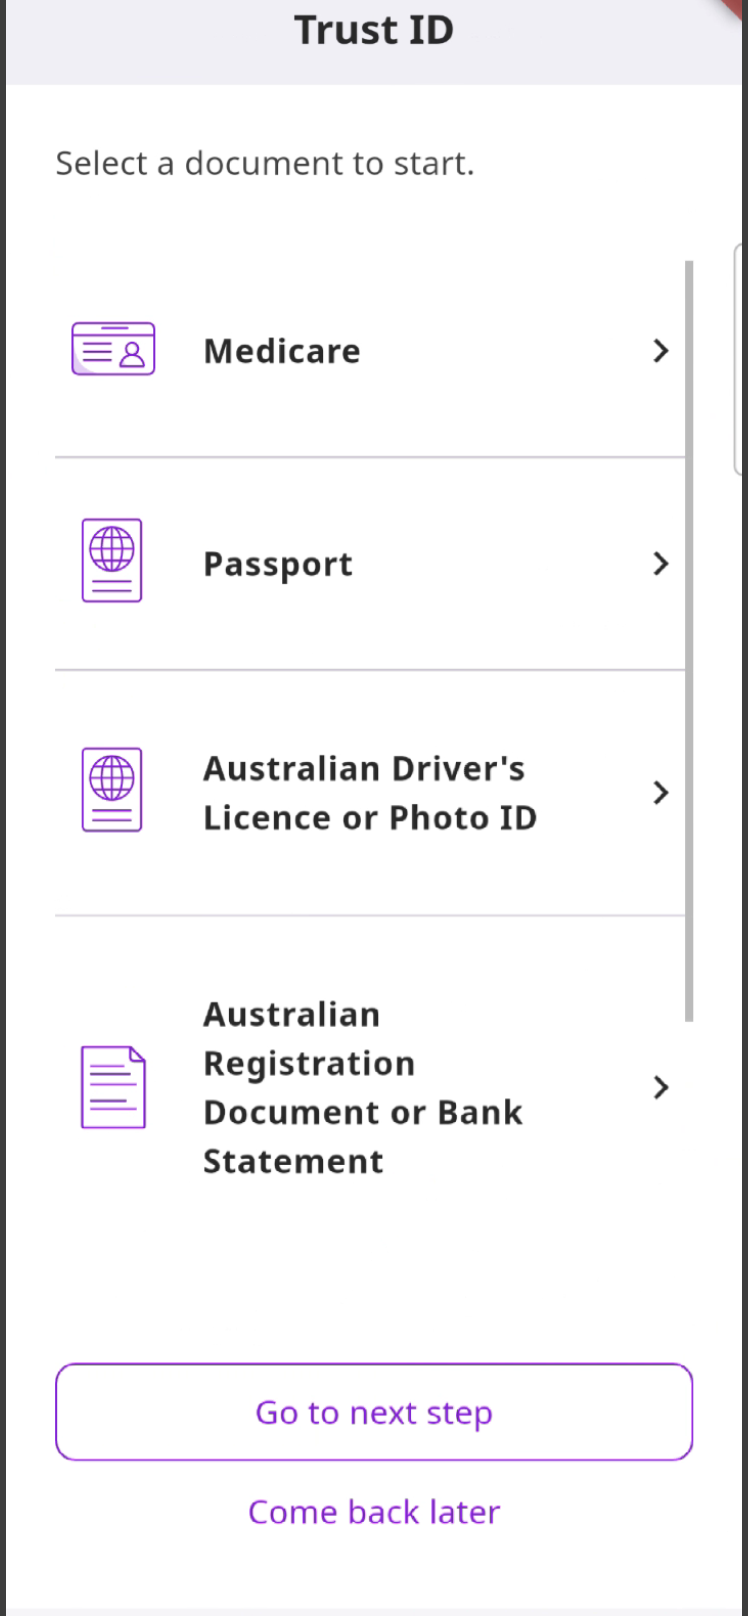 Trust ID
Select a document to start.
Medicare
Passport
Australian Driver's
Licence or Photo ID
Australian
Registration
Document or Bank
Statement
Go to next step
Come back later